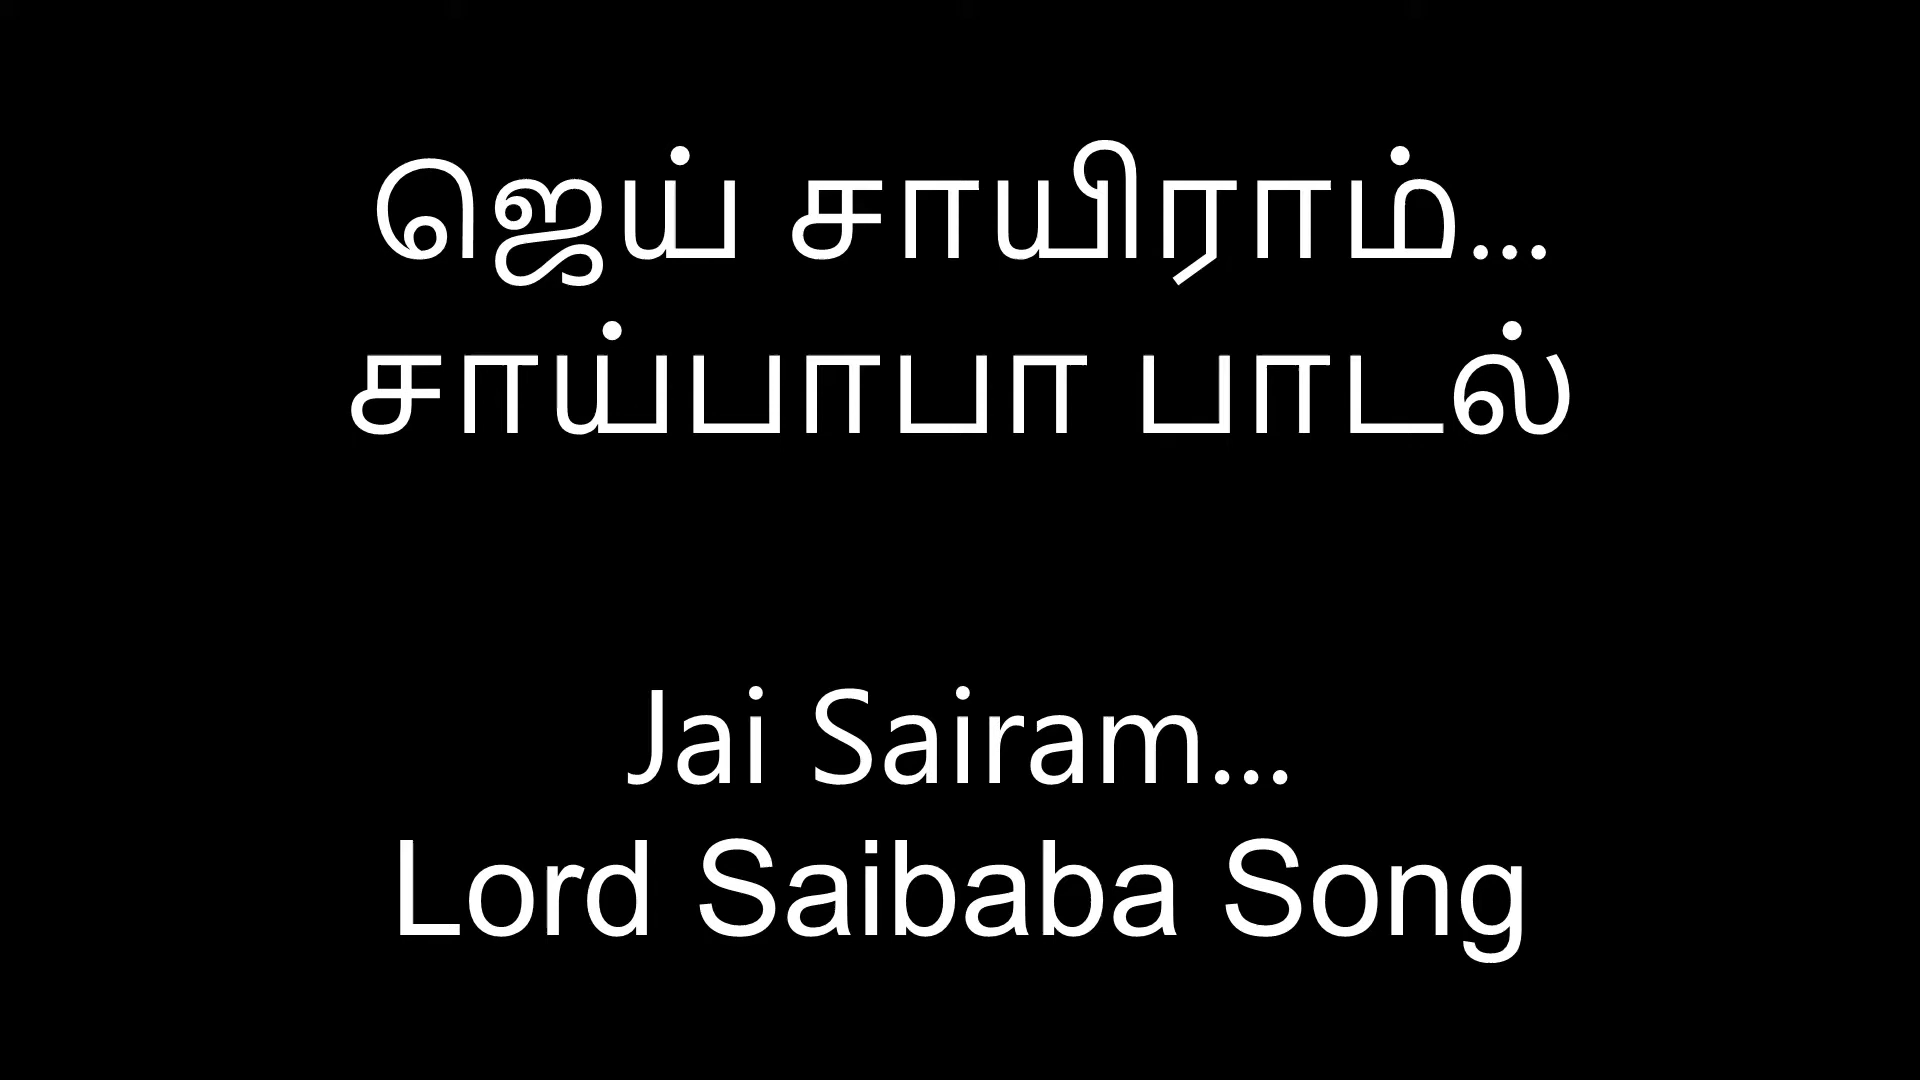 ஜெய் சாயிராம்...
சாய்பாபா பாடல்
Jai Sairam...
Lord Saibaba Song